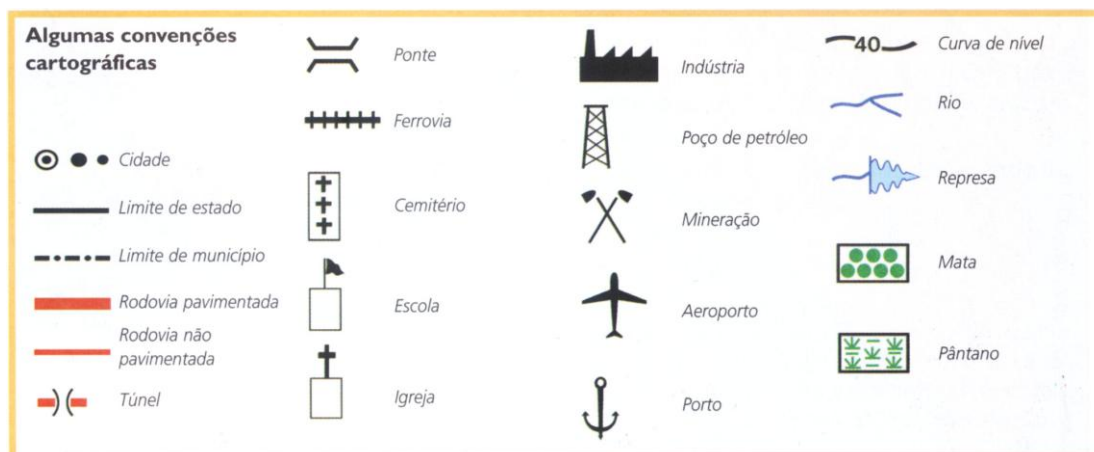 Algumas convenções
cartográficas
Cidade
Limite de estado
Limite de município
Rodovia pavimentada
Rodovia não
pavimentada
Túnel
Ponte
Ferrovia
Cemitério
Escola
Igreja
Indústria
Poço de petróleo
Mineração
Aeroporto
Porto
40
Curva de nível
Rio
Represa
Mata
Pântano